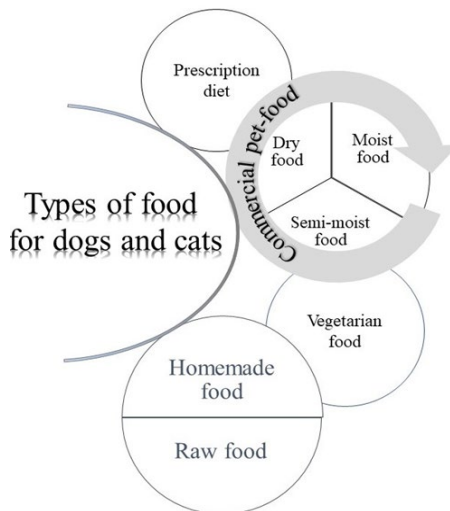 Prescription
diet
Commercial pet-food
Dry
food
Moist
food
Semi-moist
food
Types of food
for dogs and cats
Vegetarian
food
Homemade
food
Raw food